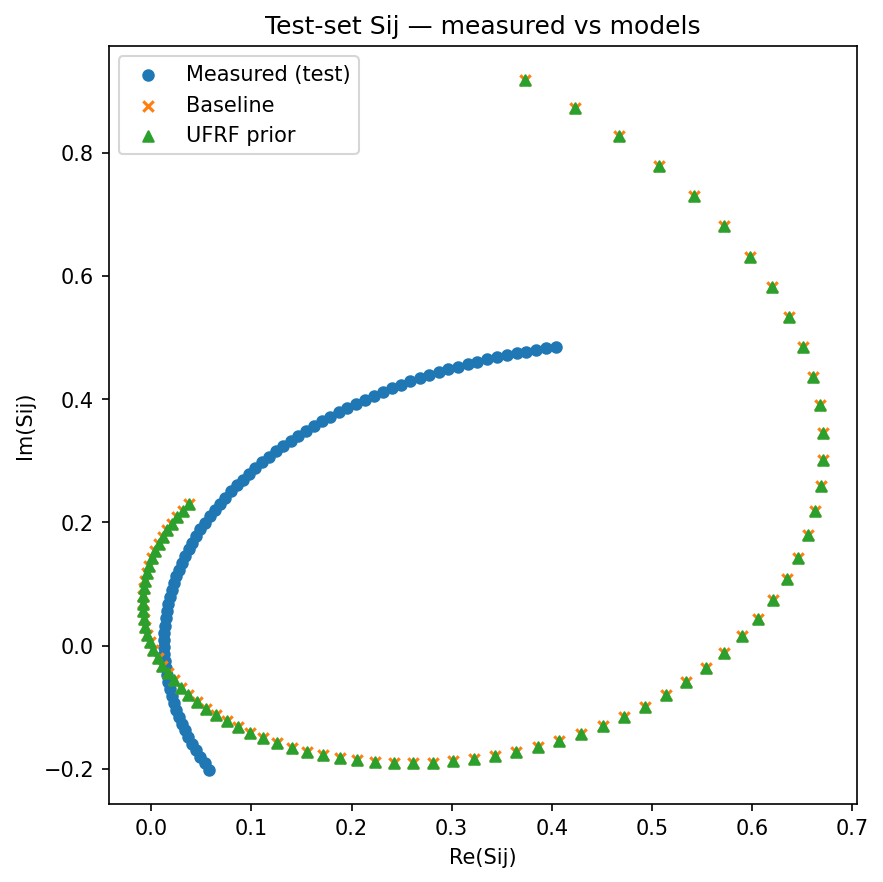 Test-set Sij — measured vs models
Measured (test)
Baseline
UFRF prior
Im(Sij)
0.8
0.6
0.4
0.2
0.0
−0.2
0.0 0.1 0.2 0.3 0.4 0.5 0.6 0.7
Re(Sij)